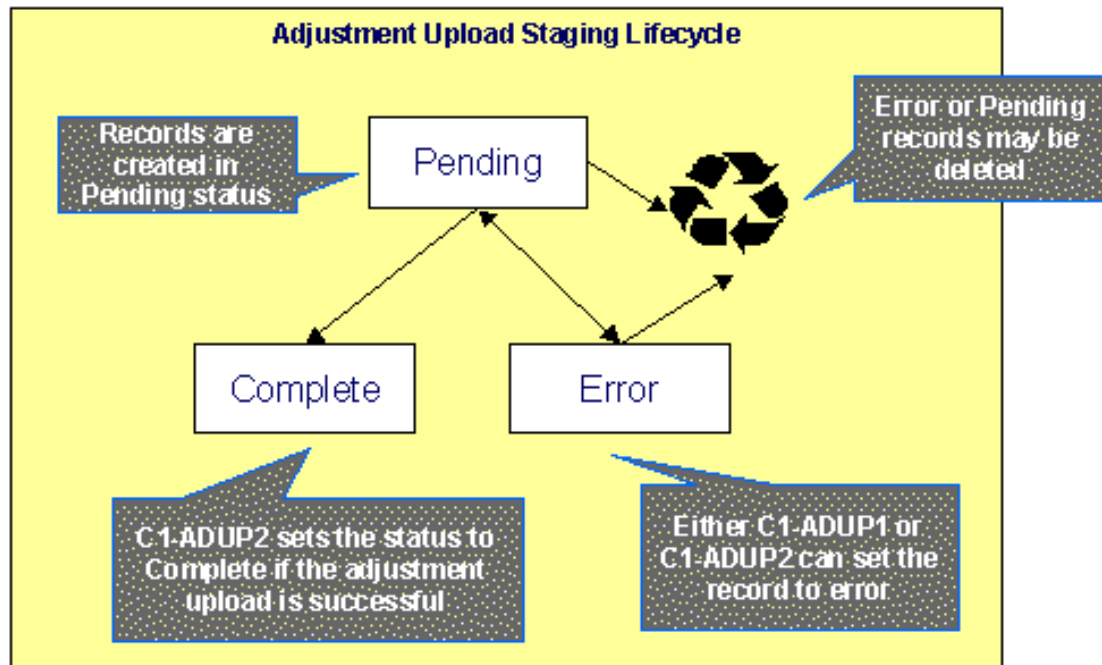 Adjustment Upload Staging Lifecycle
Records are
created in
Pending status
Pending
Error or Pending
records may be
deleted
Complete
Error
C1-ADUP2 sets the status to
Complete if the adjustment
upload is successful
Either C1-ADUP1 or
C1-ADUP2 can set the
record to error